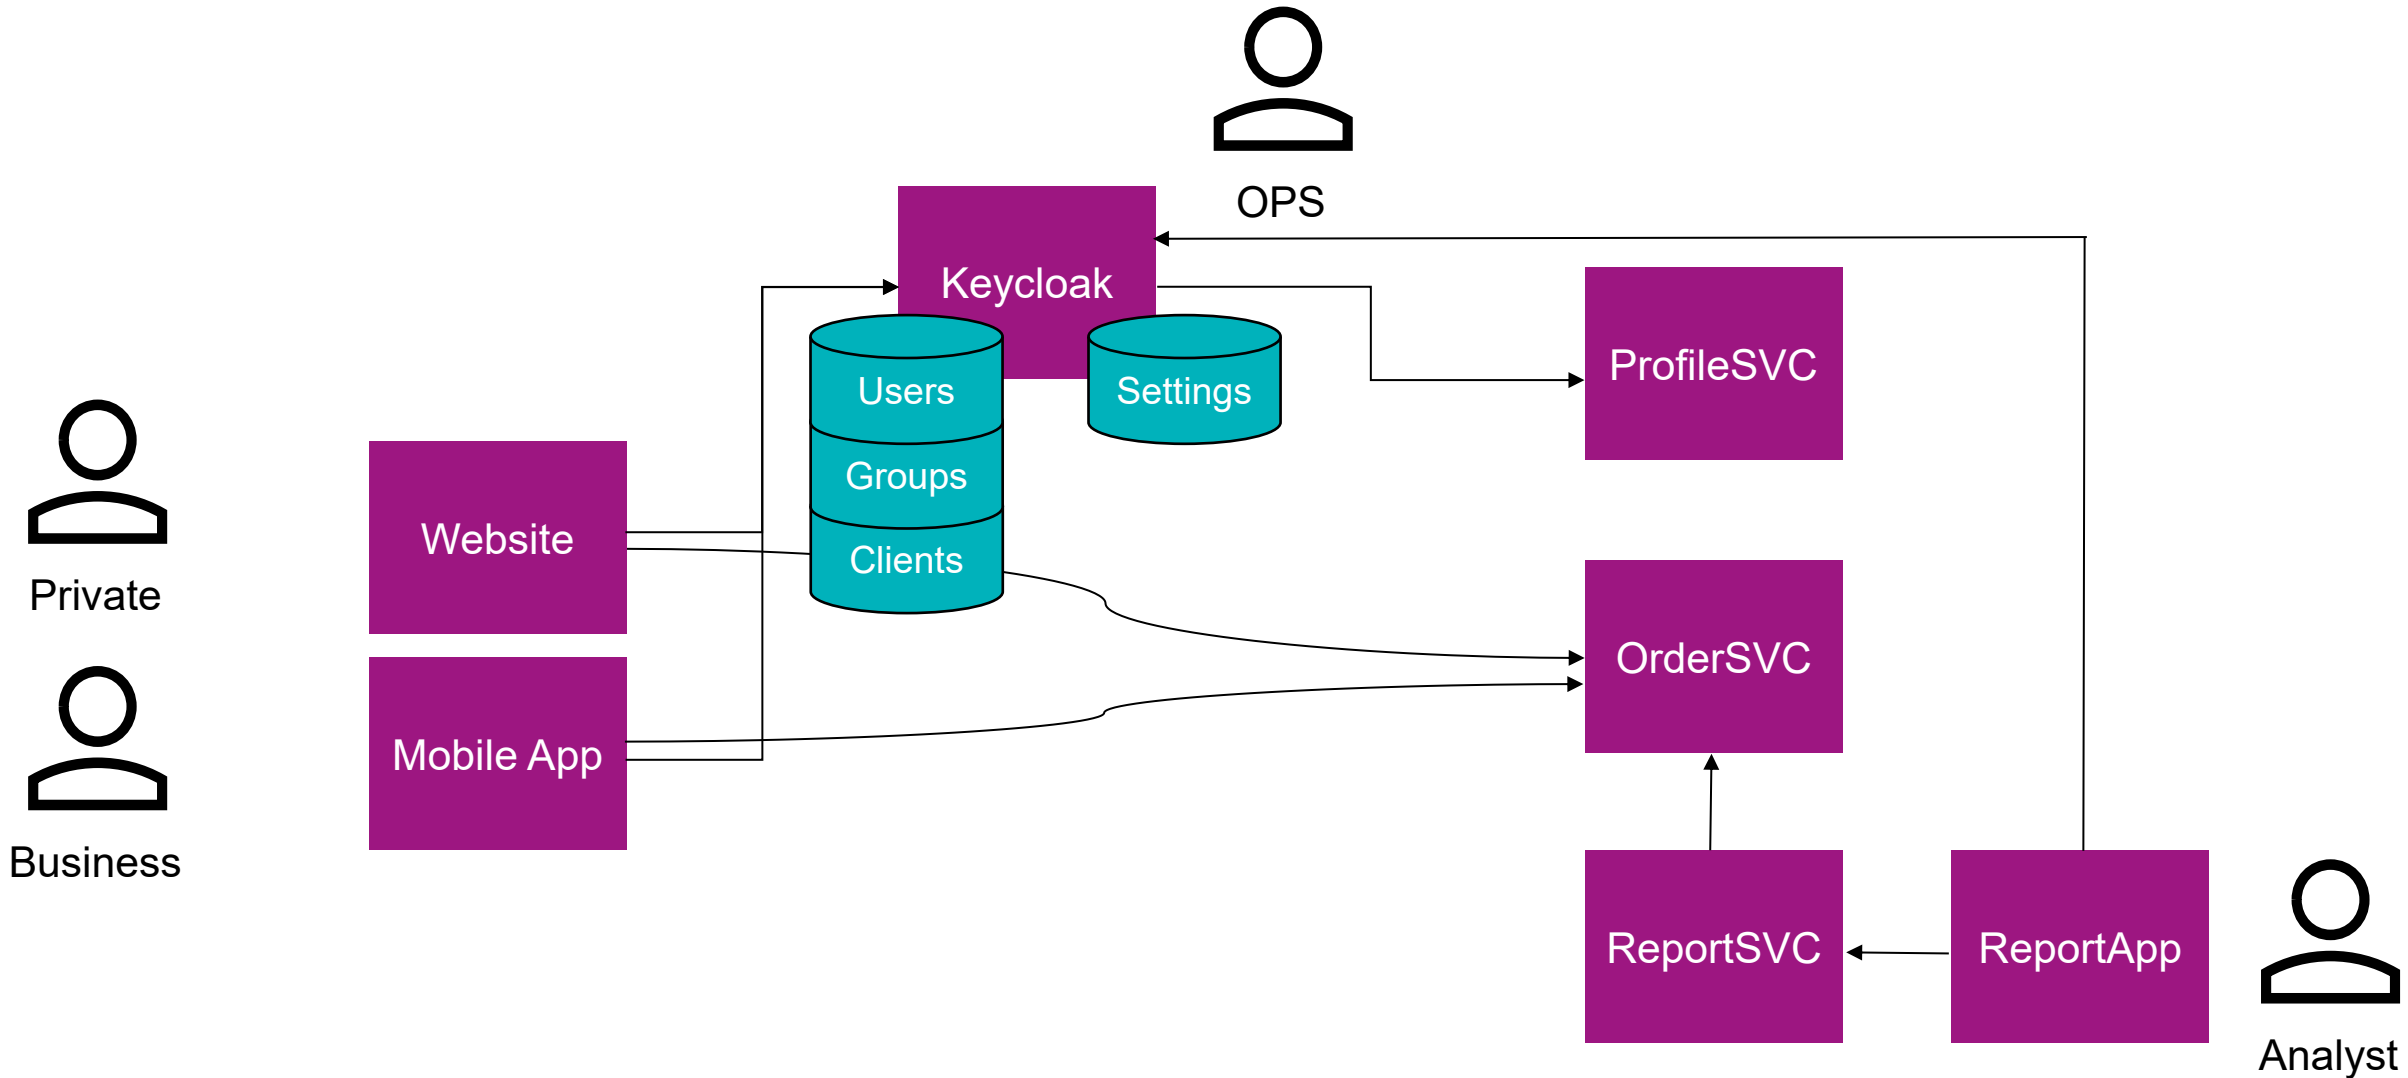 OPS
Keycloak
Users
Settings
Groups
Clients
ProfileSVC
Website
Private
OrderSVC
Mobile App
Business
ReportSVC
ReportApp
Analyst